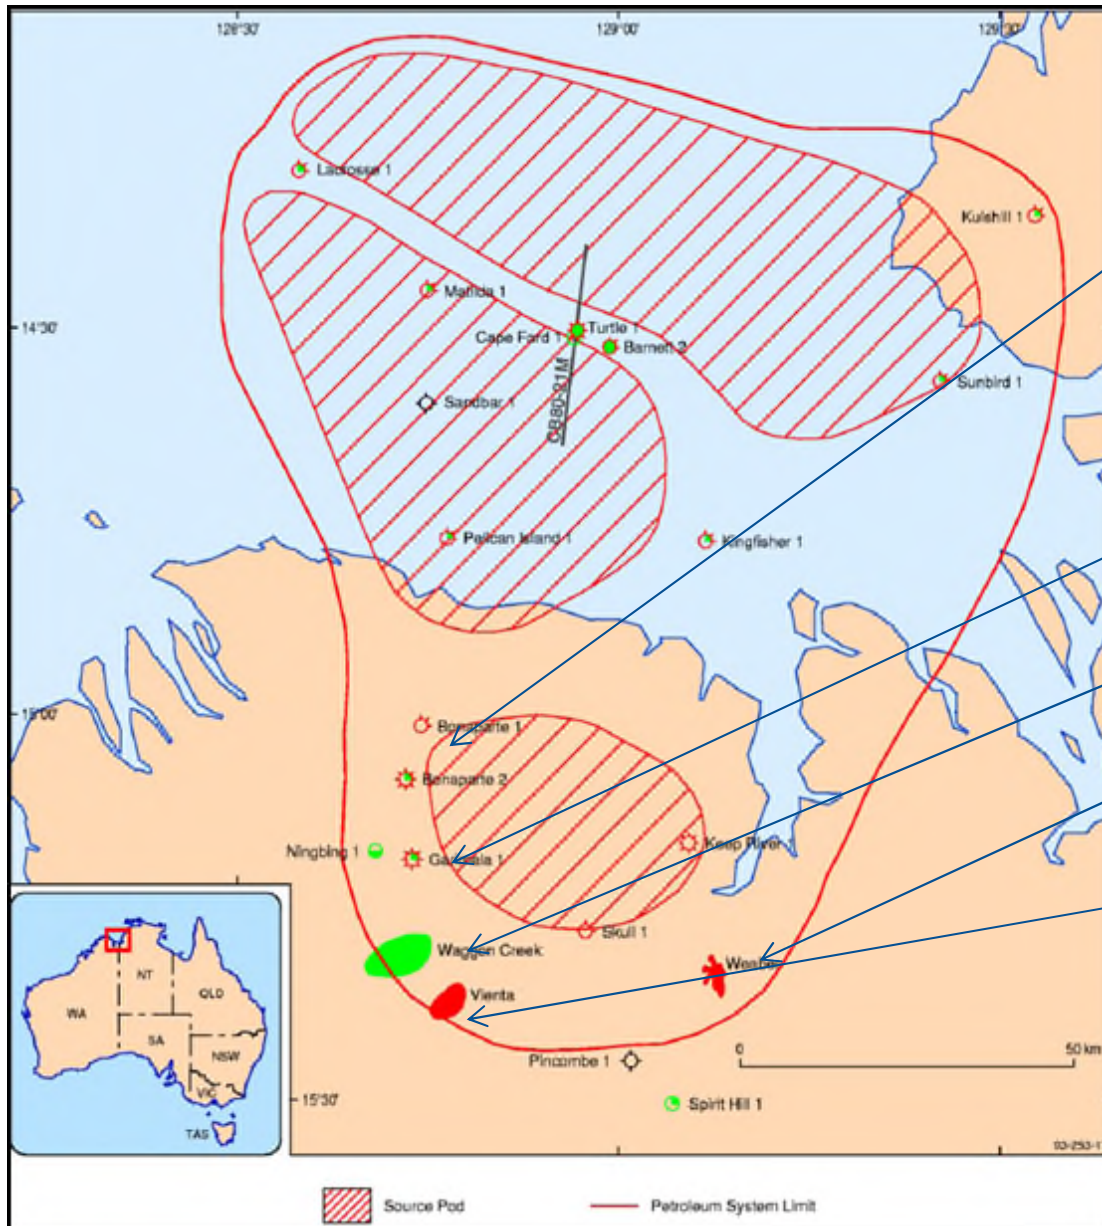 128°30'
129°00'
129°30'
Lacrosse 1
Kulshill 1
Matilda 1
14°30'
Turtle 1
Cape Ford 1
Barnett 2
Sunbird 1
Sandbar 1
CB80-21M
Pelican Island 1
Kingfisher 1
15°00'
Bonaparte 1
Bonaparte 2
Keep River 1
Ningbing 1
Garimala 1
Skull 1
Waggon Creek
Weaber
Vienta
NT
QLD
WA
SA
NSW
VIC
TAS
Pincombe 1
0
50 km
15°30'
Spirit Hill 1
Source Pod
Petroleum System Limit